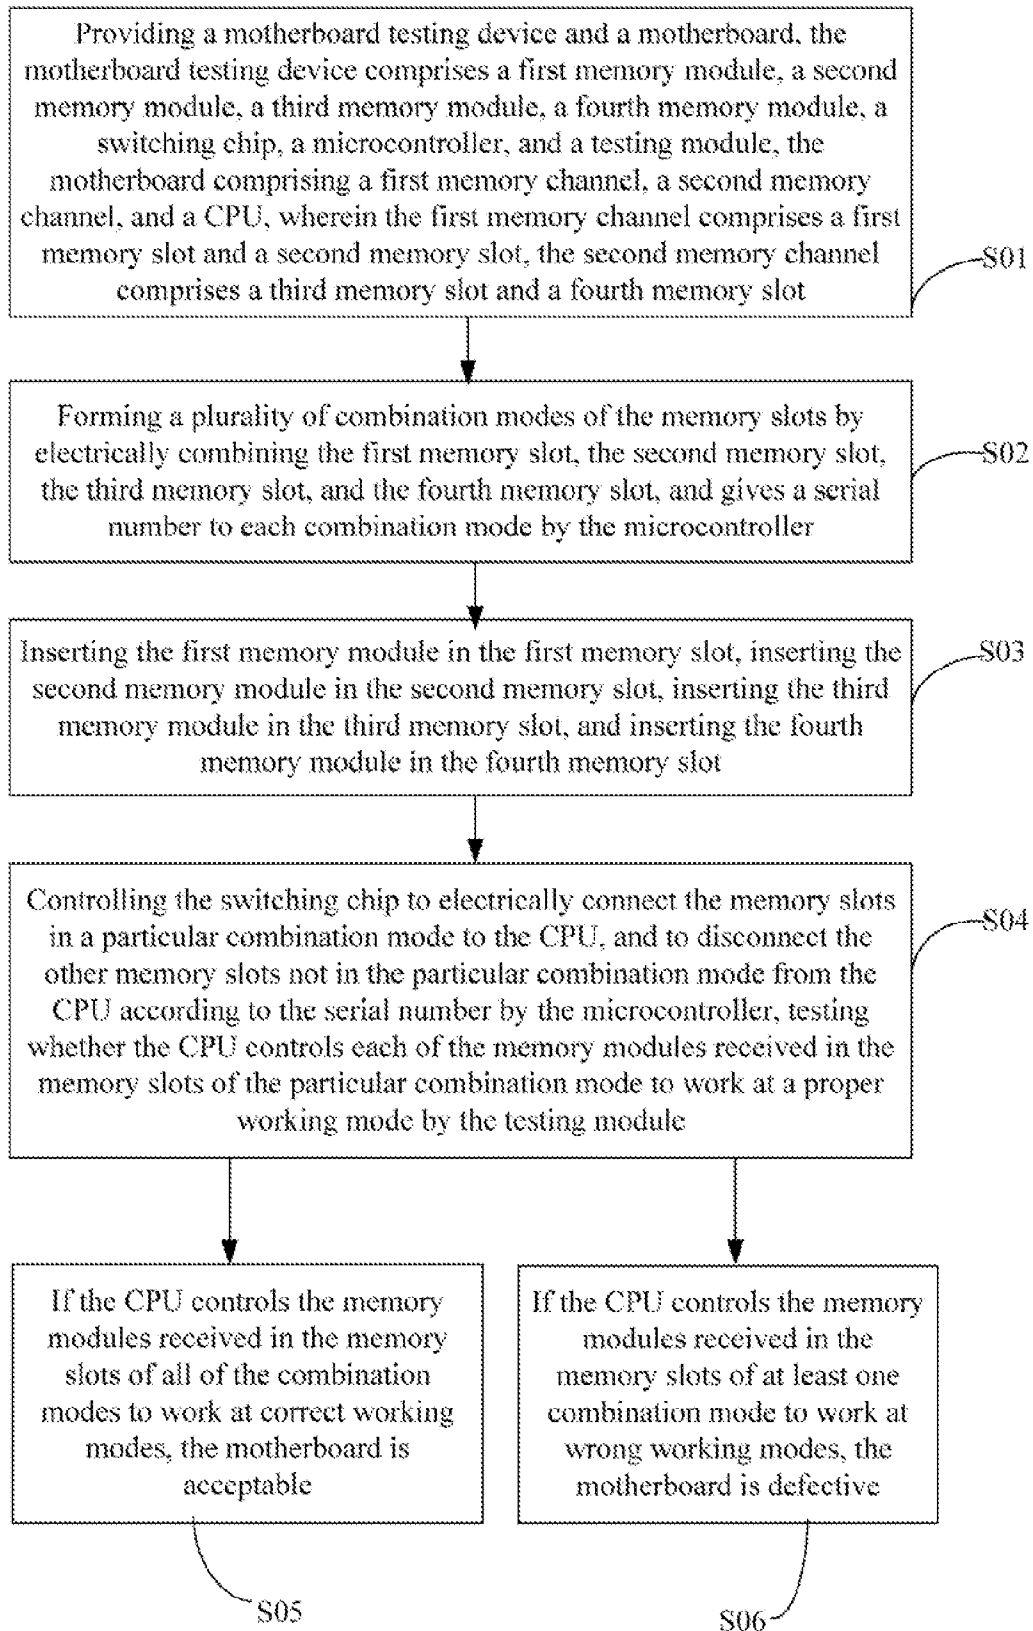 Providing a motherboard testing device and a motherboard, the
motherboard testing device comprises a first memory module, a second
memory module, a third memory module, a fourth memory module, a
switching chip, a microcontroller, and a testing module, the
motherboard comprising a first memory channel, a second memory
channel, and a CPU, wherein the first memory channel comprises a first
memory slot and a second memory slot, the second memory channel
comprises a third memory slot and a fourth memory slot
S01
Forming a plurality of combination modes of the memory slots by
electrically combining the first memory slot, the second memory slot,
the third memory slot, and the fourth memory slot, and gives a serial
number to each combination mode by the microcontroller
S02
Inserting the first memory module in the first memory slot, inserting the
second memory module in the second memory slot, inserting the third
memory module in the third memory slot, and inserting the fourth
memory module in the fourth memory slot
S03
Controlling the switching chip to electrically connect the memory slots
in a particular combination mode to the CPU, and to disconnect the
other memory slots not in the particular combination mode from the
CPU according to the serial number by the microcontroller, testing
whether the CPU controls each of the memory modules received in the
memory slots of the particular combination mode to work at a proper
working mode by the testing module
S04
If the CPU controls the memory
modules received in the memory
slots of all of the combination
modes to work at correct working
modes, the motherboard is
acceptable
S05
If the CPU controls the memory
modules received in the
memory slots of at least one
combination mode to work at
wrong working modes, the
motherboard is defective
S06